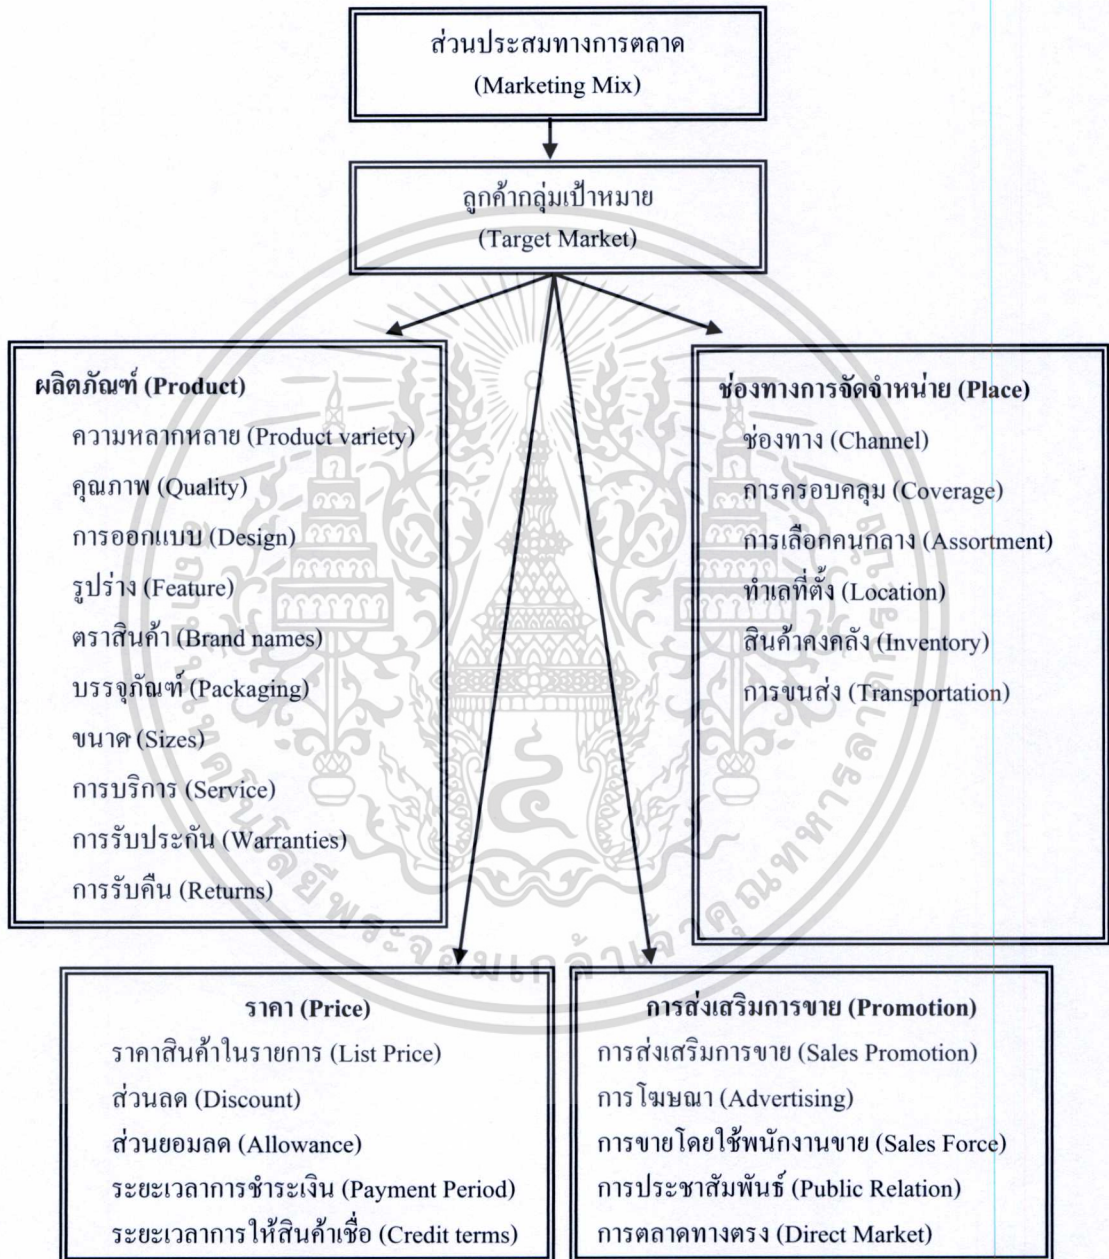 ส่วนประสมทางการตลาด
(Marketing Mix)
ลูกค้ากลุ่มเป้าหมาย
(Target Market)
ผลิตภัณฑ์ (Product)
ความหลากหลาย (Product variety)
คุณภาพ (Quality)
การออกแบบ (Design)
รูปร่าง (Feature)
ตราสินค้า (Brand names)
บรรจุภัณฑ์ (Packaging)
ขนาด (Sizes)
การบริการ (Service)
การรับประกัน (Warranties)
การรับคืน (Returns)
ช่องทางการจัดจำหน่าย (Place)
ช่องทาง (Channel)
การครอบคลุม (Coverage)
การเลือกคนกลาง (Assortment)
ทำเลที่ตั้ง (Location)
สินค้าคงคลัง (Inventory)
การขนส่ง (Transportation)
ราคา (Price)
ราคาสินค้าในรายการ (List Price)
ส่วนลด (Discount)
ส่วนยอมลด (Allowance)
ระยะเวลาการชำระเงิน (Payment Period)
ระยะเวลาการให้สินค้าเชื่อ (Credit terms)
การส่งเสริมการขาย (Promotion)
การส่งเสริมการขาย (Sales Promotion)
การโฆษณา (Advertising)
การขายโดยใช้พนักงานขาย (Sales Force)
การประชาสัมพันธ์ (Public Relation)
การตลาดทางตรง (Direct Market)